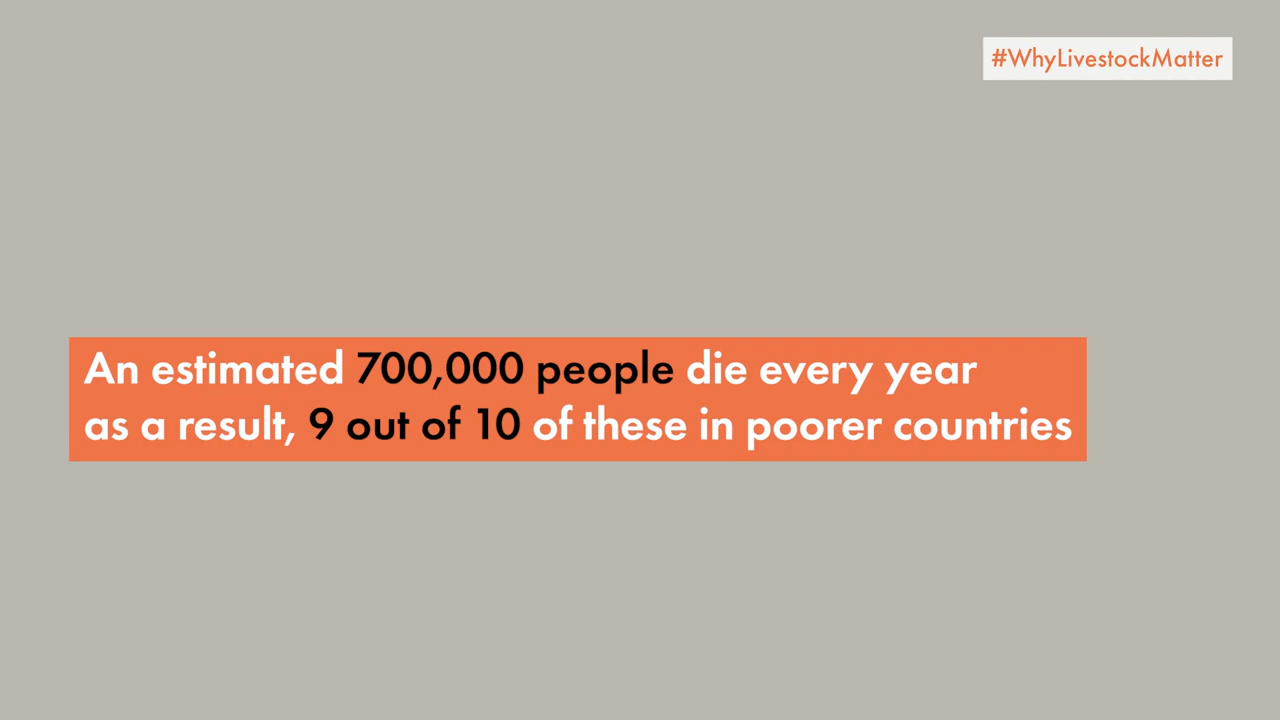 #WhyLivestockMatter
An estimated 700,000 people die every year
as a result, 9 out of 10 of these in poorer countries